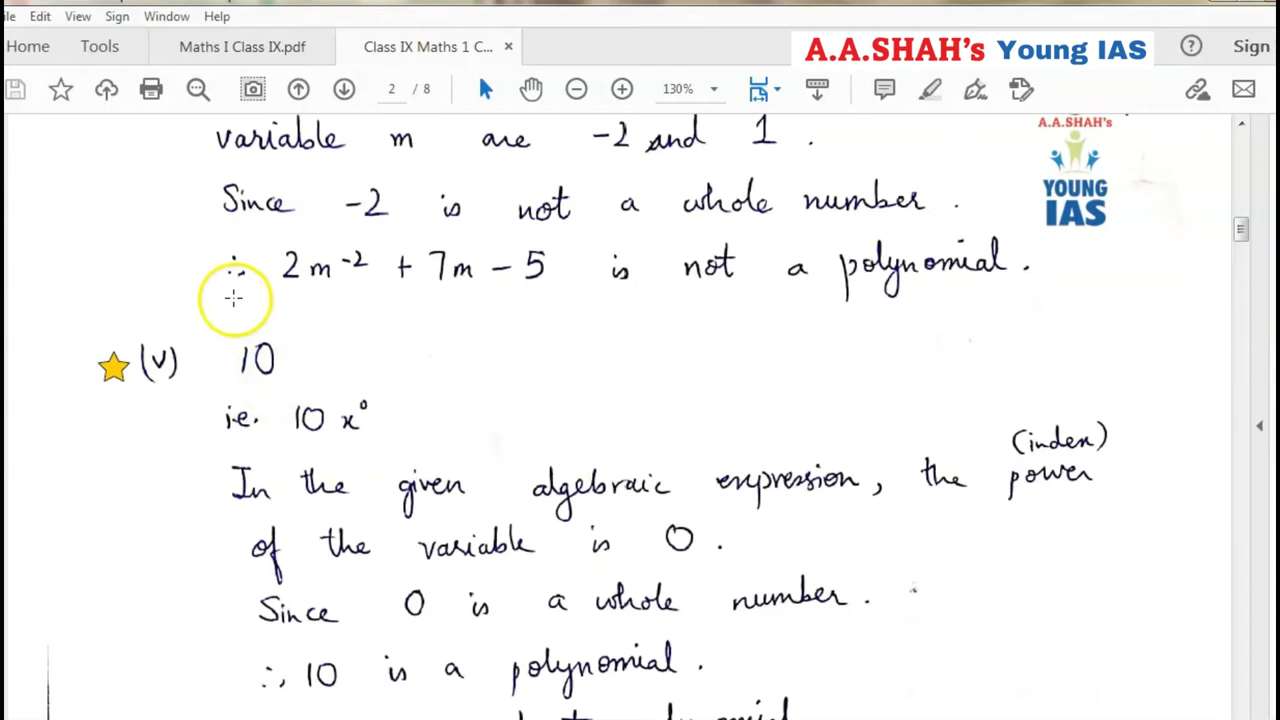 ile Edit View Sign Window Help
Home Tools Maths I Class IX.pdf Class IX Maths 1 C... × A.A.SHAH's Young IAS ? Sign
2 / 8 130%
variable m are -2 and 1 .
A.A.SHAH's
YOUNG
IAS
Since -2 is not a whole number .
∴ 2m⁻² + 7m - 5 is not a polynomial .
(v) 10
i.e. 10 x⁰
(index)
In the given algebraic expression, the power
of the variable is 0 .
Since 0 is a whole number .
∴ 10 is a polynomial .